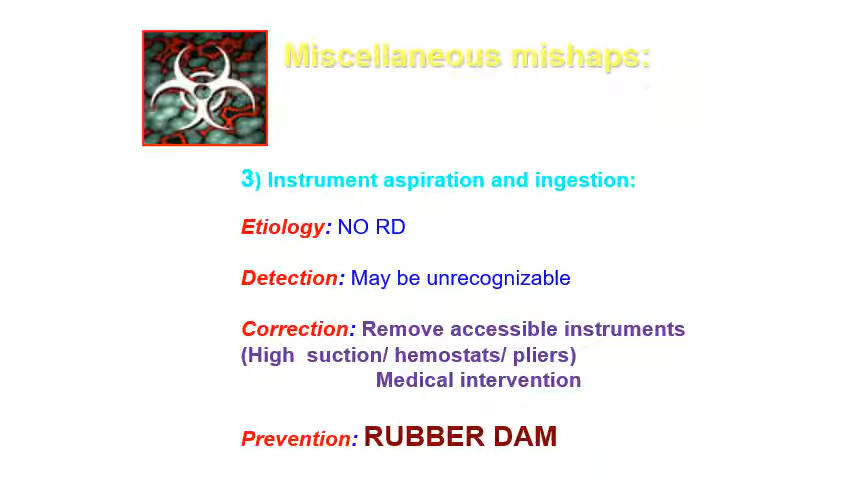 Miscellaneous mishaps:
3) Instrument aspiration and ingestion:
Etiology: NO RD
Detection: May be unrecognizable
Correction: Remove accessible instruments
(High suction/ hemostats/ pliers)
Medical intervention
Prevention: RUBBER DAM